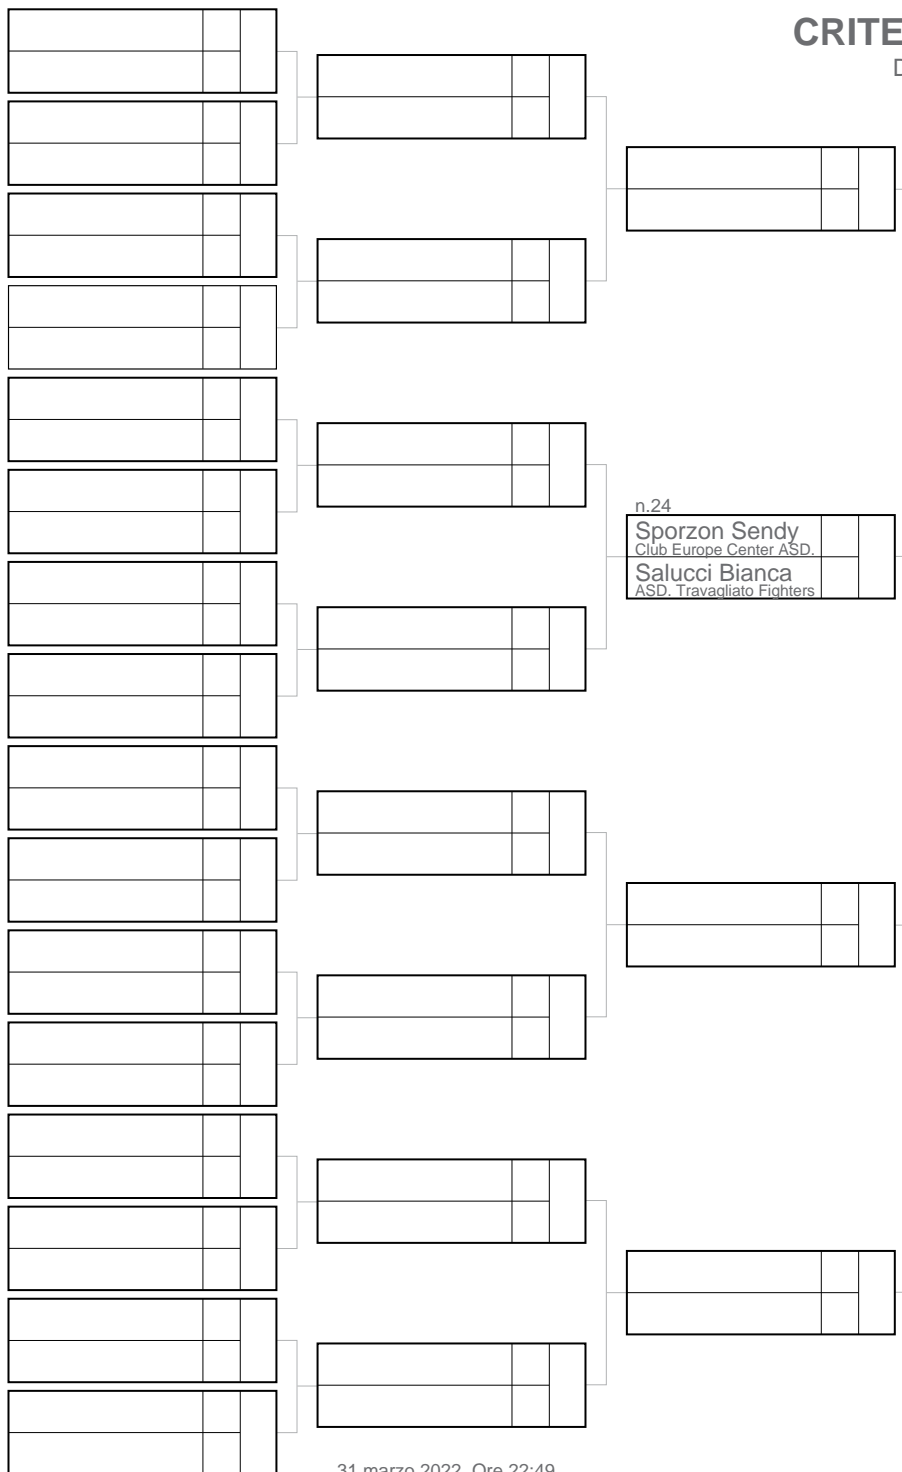 CRITE
D
n.24
Sporzon Sendy
Club Europe Center ASD.
Salucci Bianca
ASD. Travagliato Fighters
31 marzo 2022 Ore 22:49